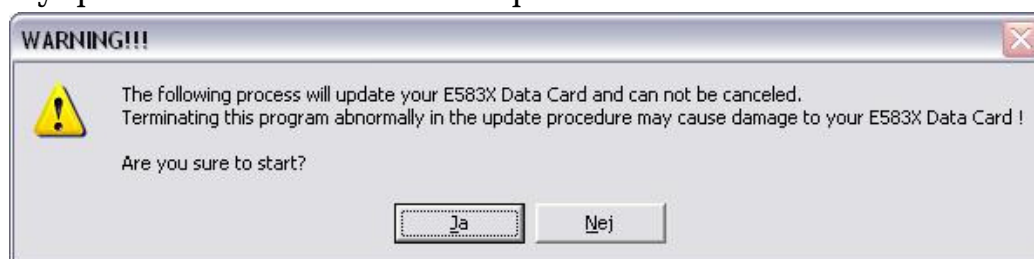 WARNING!!!
The following process will update your E583X Data Card and can not be canceled.
Terminating this program abnormally in the update procedure may cause damage to your E583X Data Card !
Are you sure to start?
Ja
Nej